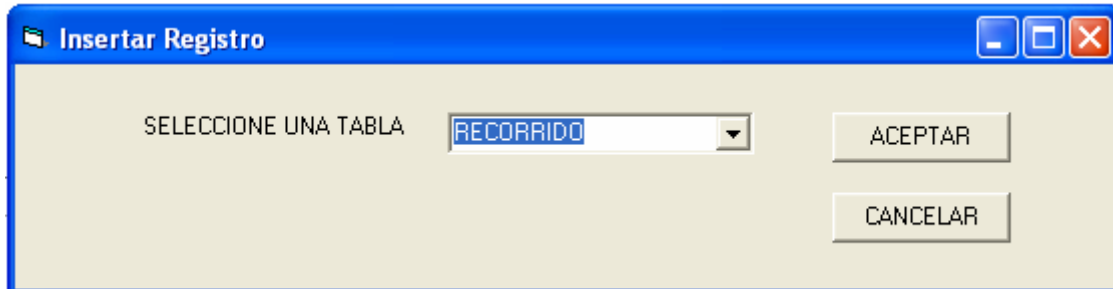 Insertar Registro
SELECCIONE UNA TABLA RECORRIDO ACEPTAR
CANCELAR